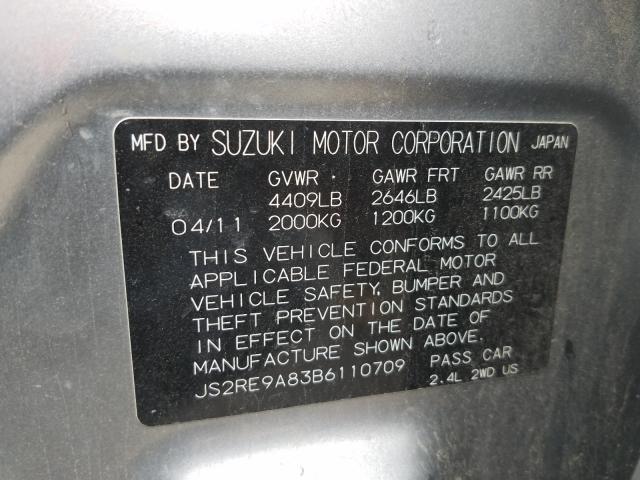 MFD BY SUZUKI MOTOR CORPORATION JAPAN
DATE GVWR GAWR FRT GAWR RR
4409LB 2646LB 2425LB
04/11 2000KG 1200KG 1100KG
THIS VEHICLE CONFORMS TO ALL
APPLICABLE FEDERAL MOTOR
VEHICLE SAFETY, BUMPER AND
THEFT PREVENTION STANDARDS
IN EFFECT ON THE DATE OF
MANUFACTURE SHOWN ABOVE.
JS2RE9A83B6110709 PASS CAR
2.4L 2WD US